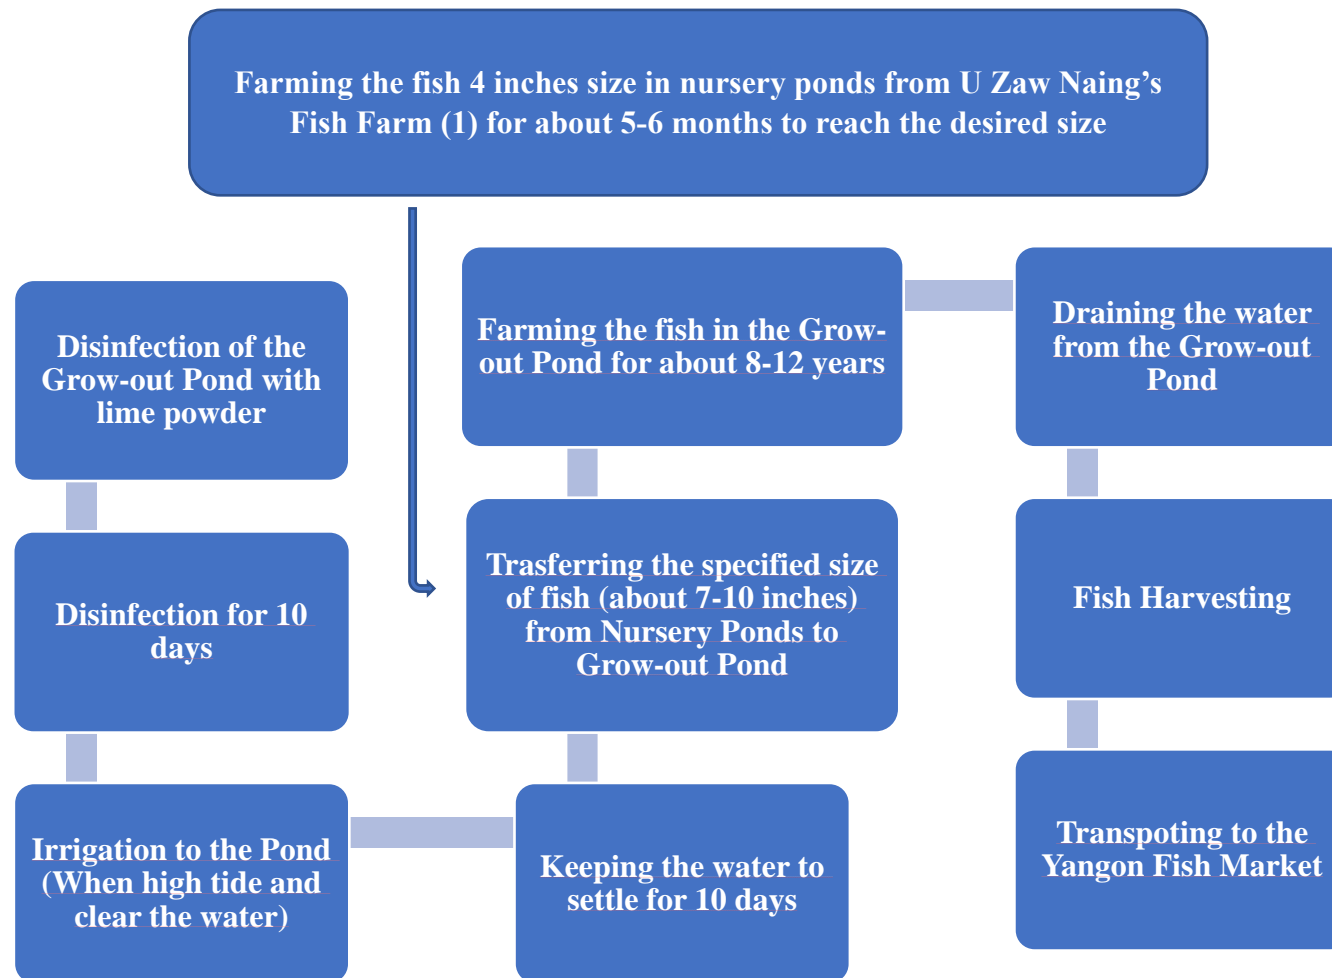 Farming the fish 4 inches size in nursery ponds from U Zaw Naing’s
Fish Farm (1) for about 5-6 months to reach the desired size
Disinfection of the
Grow-out Pond with
lime powder
Disinfection for 10
days
Irrigation to the Pond
(When high tide and
clear the water)
Keeping the water to
settle for 10 days
Trasferring the specified size
of fish (about 7-10 inches)
from Nursery Ponds to
Grow-out Pond
Farming the fish in the Grow-
out Pond for about 8-12 years
Draining the water
from the Grow-out
Pond
Fish Harvesting
Transpoting to the
Yangon Fish Market